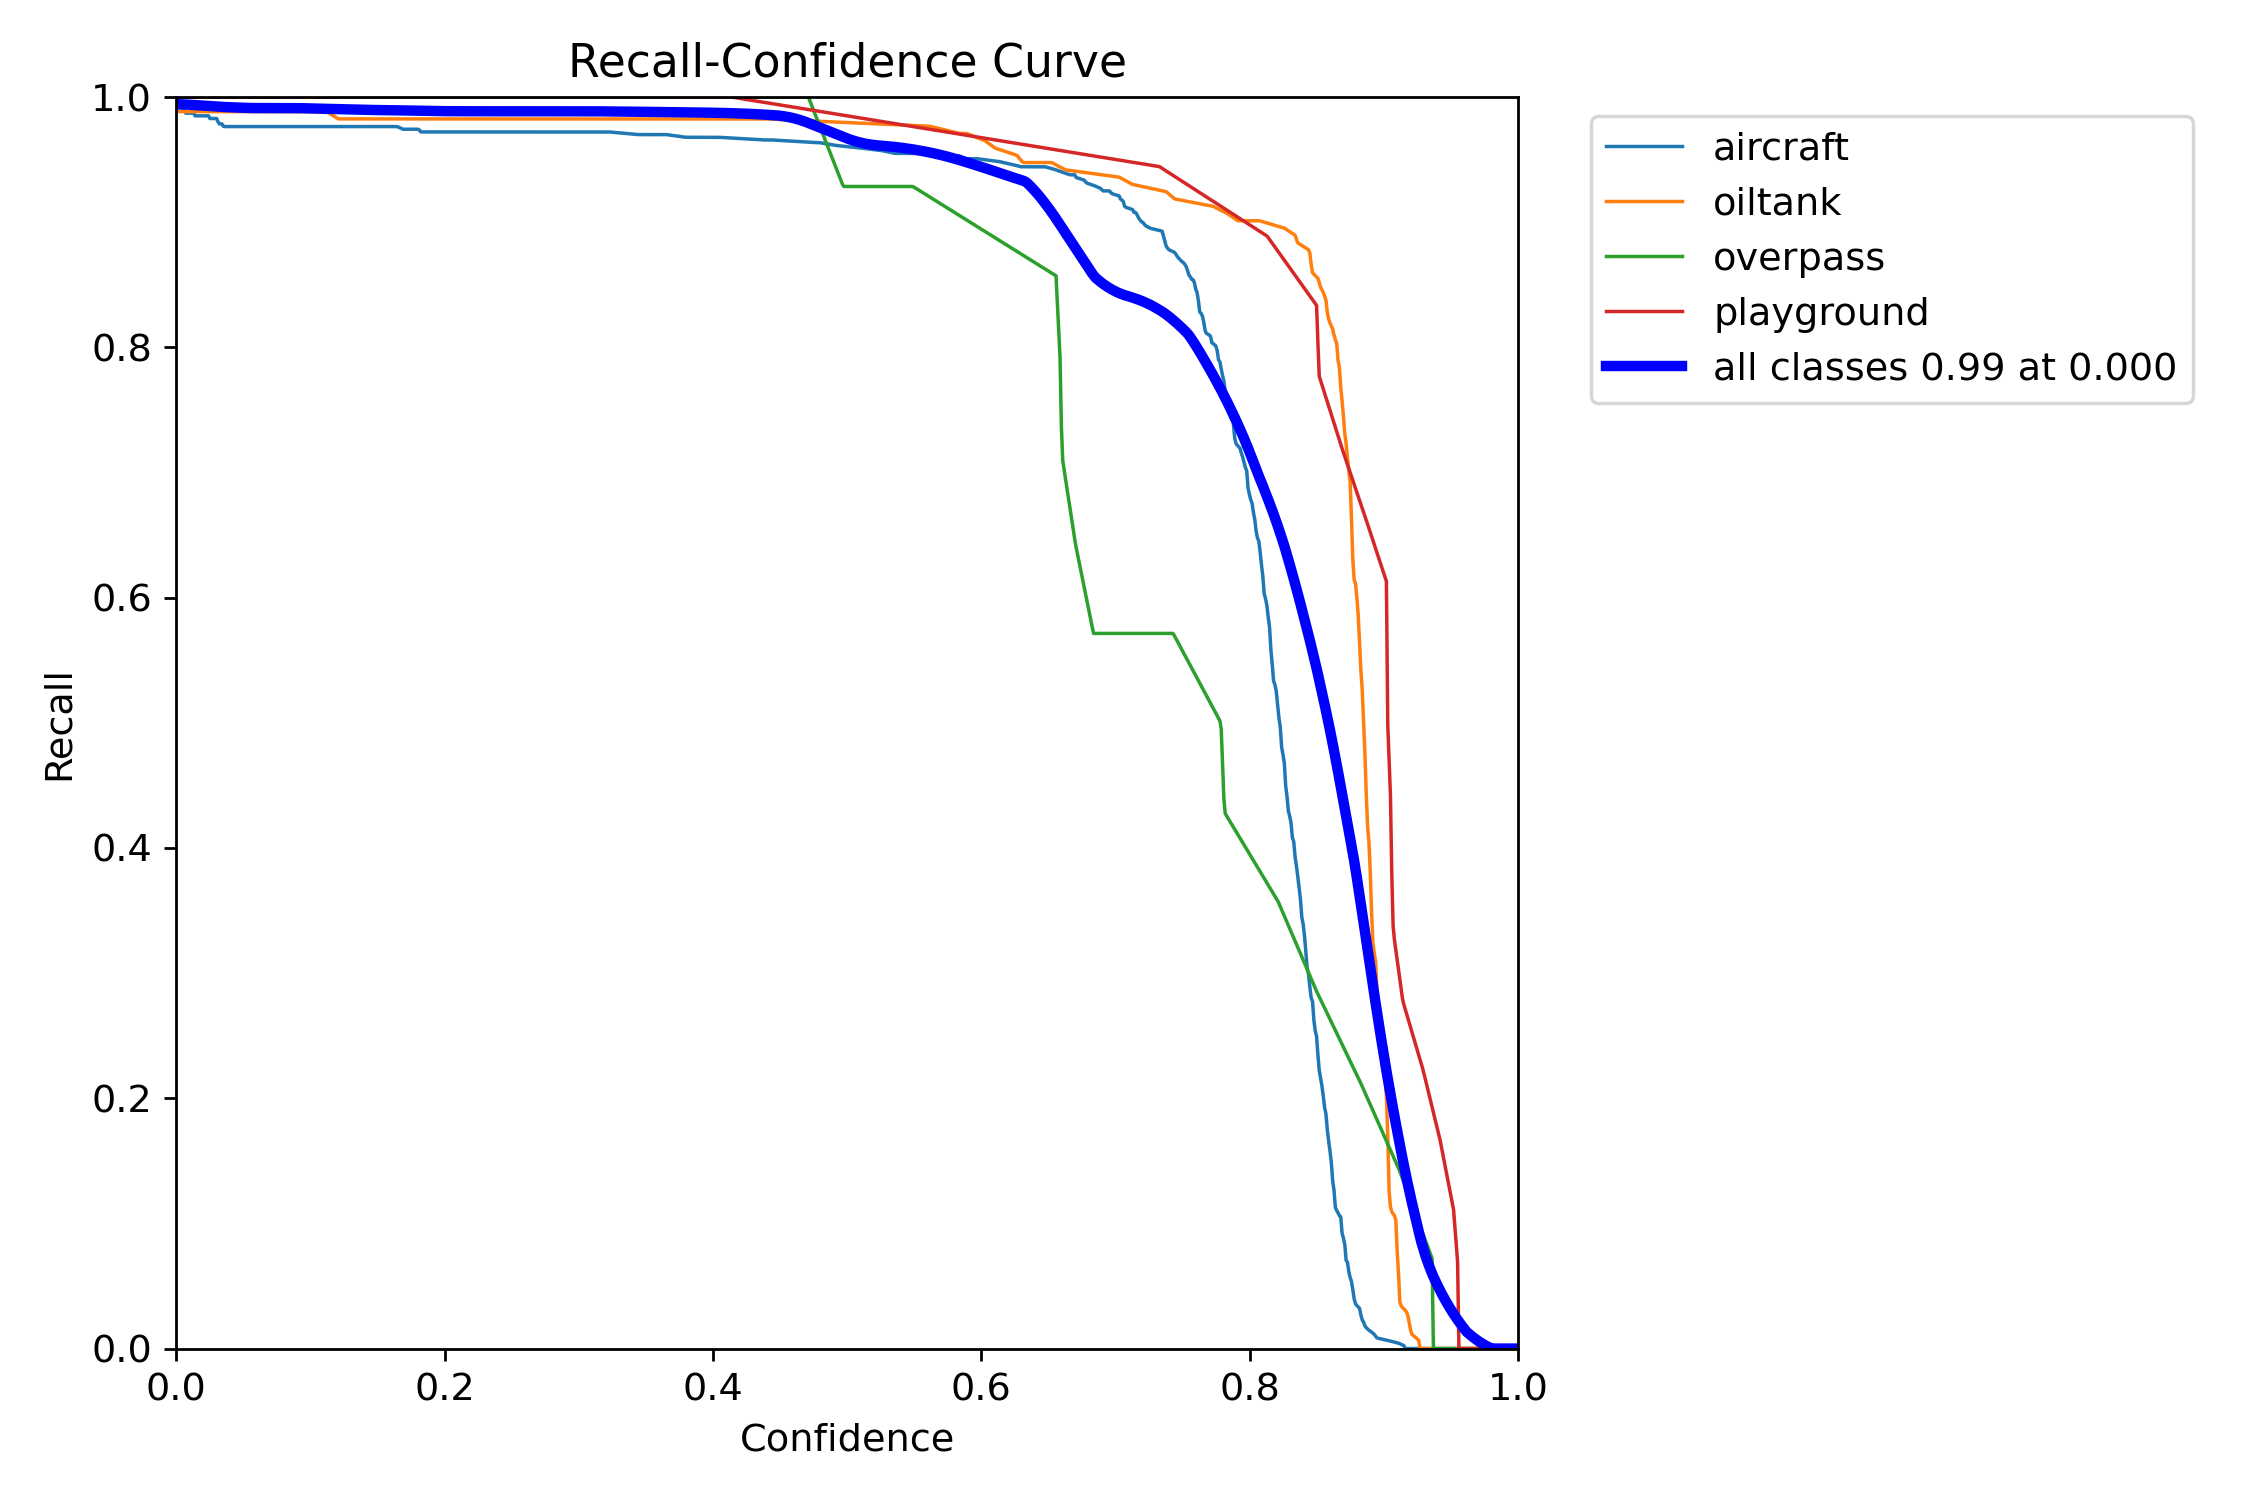 Recall-Confidence Curve
1.0
0.8
0.6
0.4
0.2
0.0
Recall
0.0 0.2 0.4 0.6 0.8 1.0
Confidence
aircraft
oiltank
overpass
playground
all classes 0.99 at 0.000